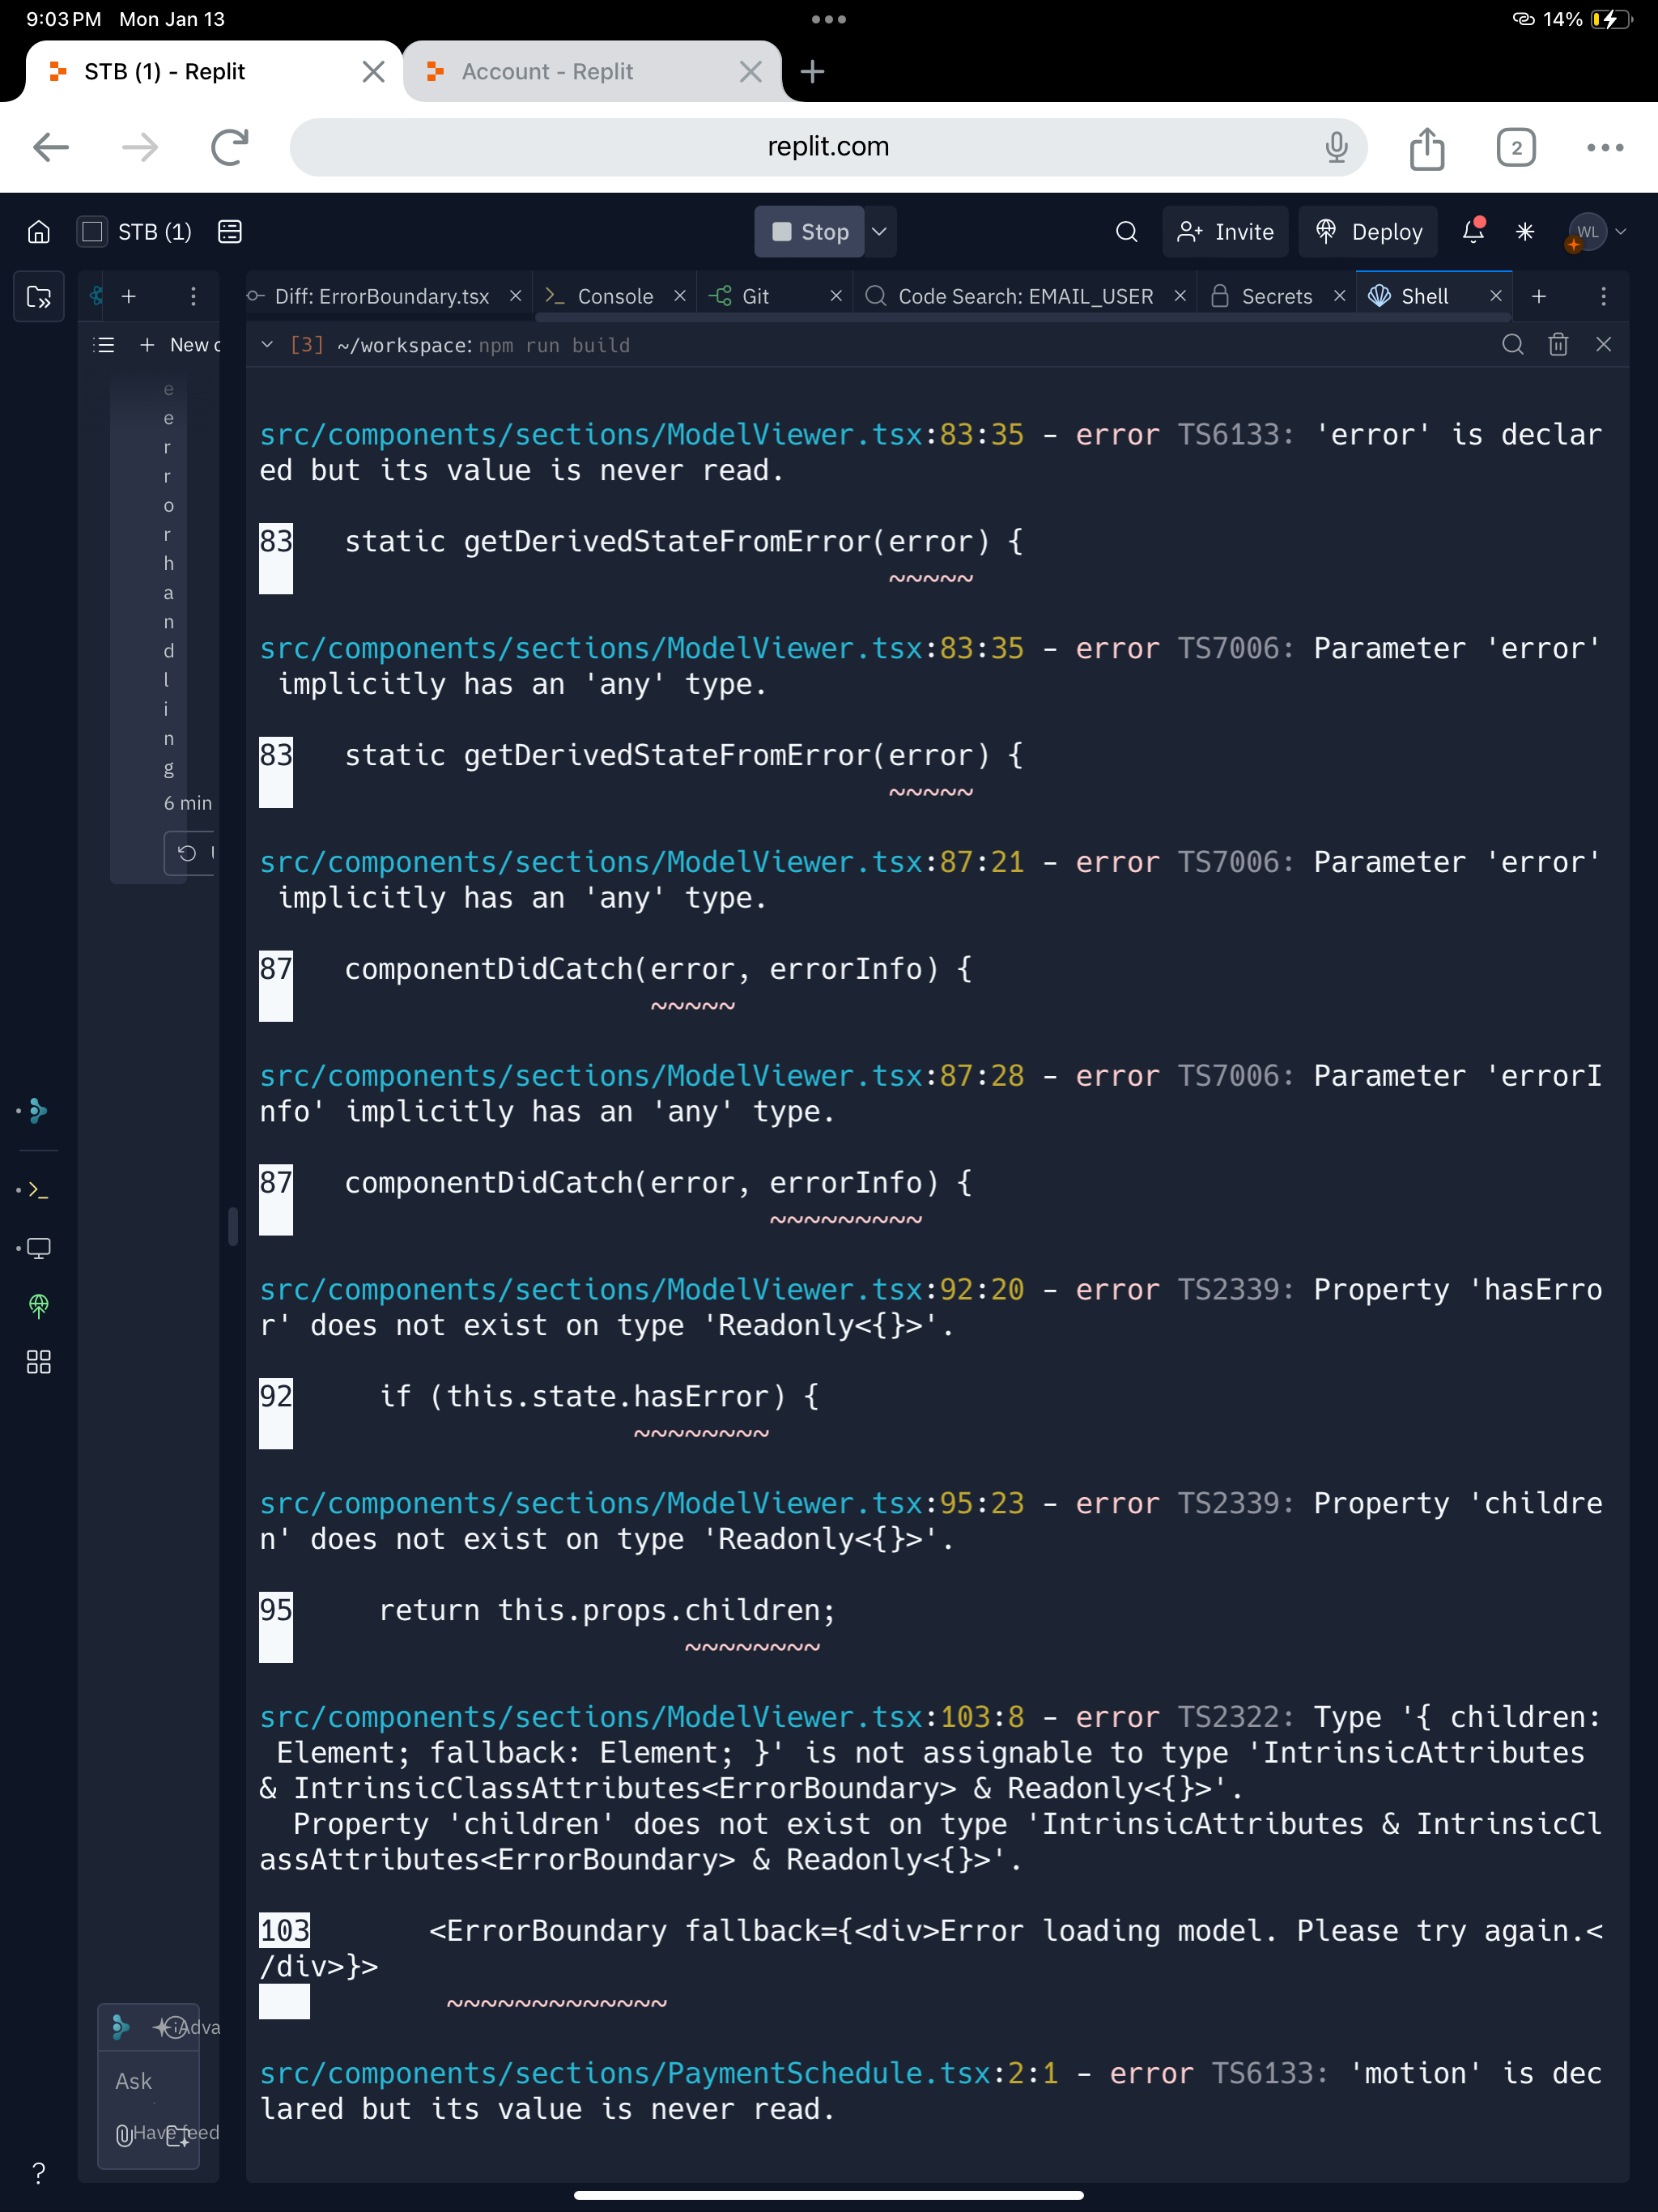 9:03 PM Mon Jan 13
14%
STB (1) - Replit
Account - Replit
replit.com
2
STB (1)
Stop
Invite
Deploy
WL
Diff: ErrorBoundary.tsx
Console
Git
Code Search: EMAIL_USER
Secrets
Shell
New
[3] ~/workspace: npm run build
e
e
r
r
o
r
h
a
n
d
l
i
n
g
6 min
src/components/sections/ModelViewer.tsx:83:35 - error TS6133: 'error' is declar
ed but its value is never read.
83   static getDerivedStateFromError(error) {
~~~~~
src/components/sections/ModelViewer.tsx:83:35 - error TS7006: Parameter 'error'
implicitly has an 'any' type.
83   static getDerivedStateFromError(error) {
~~~~~
src/components/sections/ModelViewer.tsx:87:21 - error TS7006: Parameter 'error'
implicitly has an 'any' type.
87   componentDidCatch(error, errorInfo) {
~~~~~
src/components/sections/ModelViewer.tsx:87:28 - error TS7006: Parameter 'errorI
nfo' implicitly has an 'any' type.
87   componentDidCatch(error, errorInfo) {
~~~~~~~~~
src/components/sections/ModelViewer.tsx:92:20 - error TS2339: Property 'hasErro
r' does not exist on type 'Readonly<{}>'.
92     if (this.state.hasError) {
~~~~~~~~
src/components/sections/ModelViewer.tsx:95:23 - error TS2339: Property 'childre
n' does not exist on type 'Readonly<{}>'.
95     return this.props.children;
~~~~~~~~
src/components/sections/ModelViewer.tsx:103:8 - error TS2322: Type '{ children:
Element; fallback: Element; }' is not assignable to type 'IntrinsicAttributes
& IntrinsicClassAttributes<ErrorBoundary> & Readonly<{}>'.
Property 'children' does not exist on type 'IntrinsicAttributes & IntrinsicCl
assAttributes<ErrorBoundary> & Readonly<{}>'.
103       <ErrorBoundary fallback={<div>Error loading model. Please try again.<
/div>}>
~~~~~~~~~~~~~
src/components/sections/PaymentSchedule.tsx:2:1 - error TS6133: 'motion' is dec
lared but its value is never read.
Adva
Ask
Have feed
?